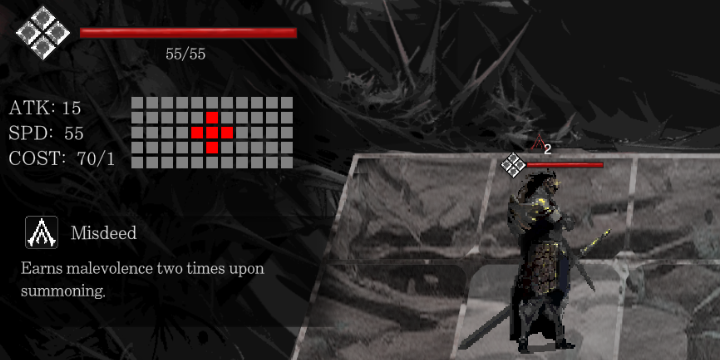 55/55
ATK: 15
SPD: 55
COST: 70/1
Misdeed
Earns malevolence two times upon
summoning.
2